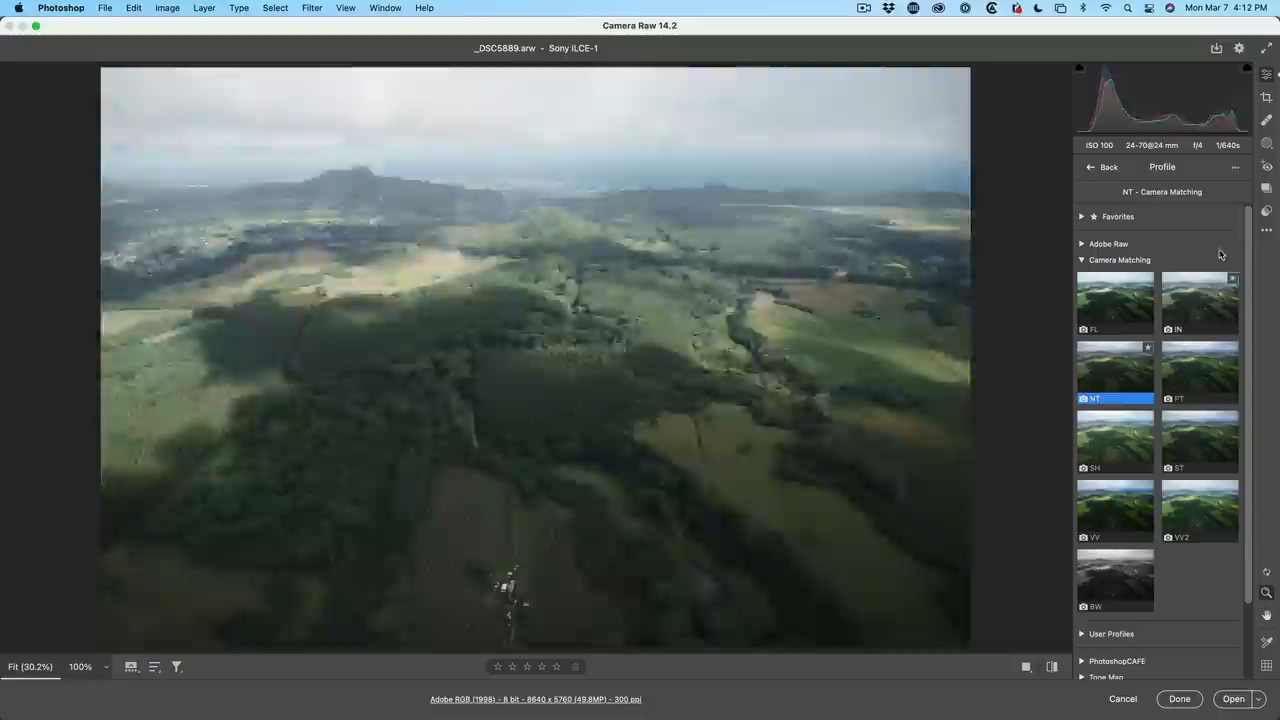 Photoshop File Edit Image Layer Type Select Filter View Window Help Mon Mar 7 4:12 PM
Camera Raw 14.2
_DSC5889.arw - Sony ILCE-1
ISO 100 24-70@24 mm f/4 1/640s
Back Profile
NT - Camera Matching
Favorites
Adobe Raw
Camera Matching
FL IN
NT PT
SH ST
VV VV2
BW
User Profiles
PhotoshopCAFE
Tone Map
Fit (30.2%) 100%
Adobe RGB (1998) - 8 bit - 8640 x 5760 (49.8MP) - 300 ppi
Cancel Done Open